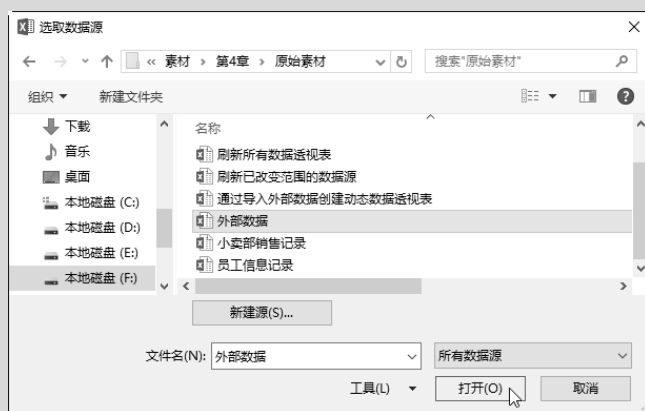 选取数据源
« 素材 › 第4章 › 原始素材
搜索"原始素材"
组织
新建文件夹
下载
音乐
桌面
本地磁盘 (C:)
本地磁盘 (D:)
本地磁盘 (E:)
本地磁盘 (F:)
名称
刷新所有数据透视表
刷新已改变范围的数据源
通过导入外部数据创建动态数据透视表
外部数据
小卖部销售记录
员工信息记录
新建源(S)...
文件名(N): 外部数据
所有数据源
工具(L)
打开(O)
取消